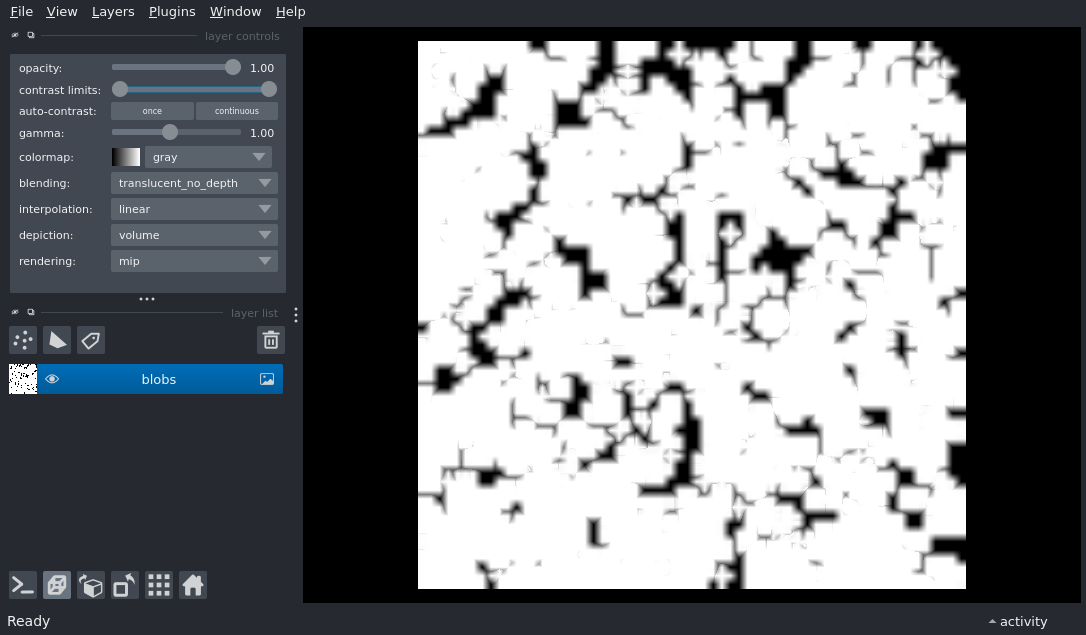 File View Layers Plugins Window Help
layer controls
opacity: 1.00
contrast limits:
auto-contrast: once continuous
gamma: 1.00
colormap: gray
blending: translucent_no_depth
interpolation: linear
depiction: volume
rendering: mip
layer list
blobs
Ready activity